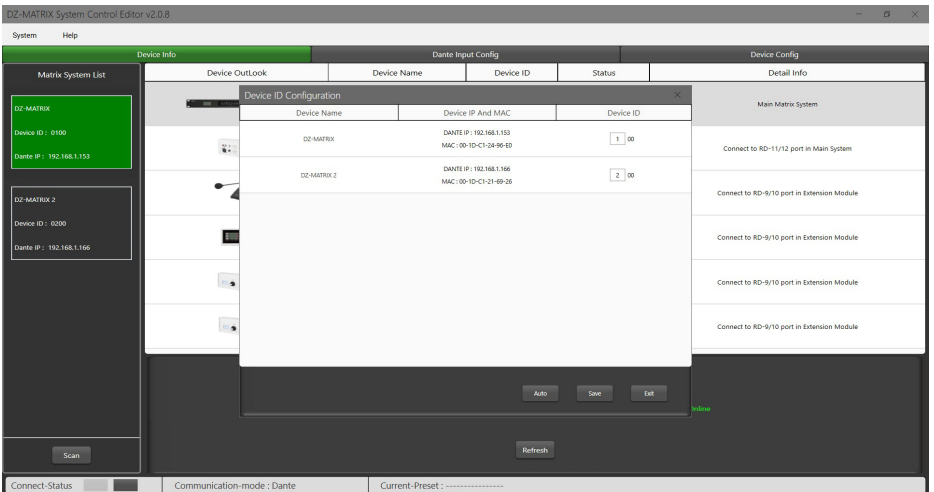 DZ-MATRIX System Control Editor v2.0.8
System Help
Device Info Dante Input Config Device Config
Matrix System List
DZ-MATRIX
Device ID : 0100
Dante IP : 192.168.1.153
DZ-MATRIX 2
Device ID : 0200
Dante IP : 192.168.1.166
Scan
Device OutLook Device Name Device ID Status Detail Info
Main Matrix System
Connect to RD-11/12 port in Main System
Connect to RD-9/10 port in Extension Module
Connect to RD-9/10 port in Extension Module
Connect to RD-9/10 port in Extension Module
Connect to RD-9/10 port in Extension Module
Device ID Configuration
Device Name Device IP And MAC Device ID
DZ-MATRIX
DANTE IP : 192.168.1.153
MAC : 00-1D-C1-24-96-E0
1 00
DZ-MATRIX 2
DANTE IP : 192.168.1.166
MAC : 00-1D-C1-21-69-26
2 00
Auto Save Exit
Online
Refresh
Connect-Status Communication-mode : Dante Current-Preset : ----------------